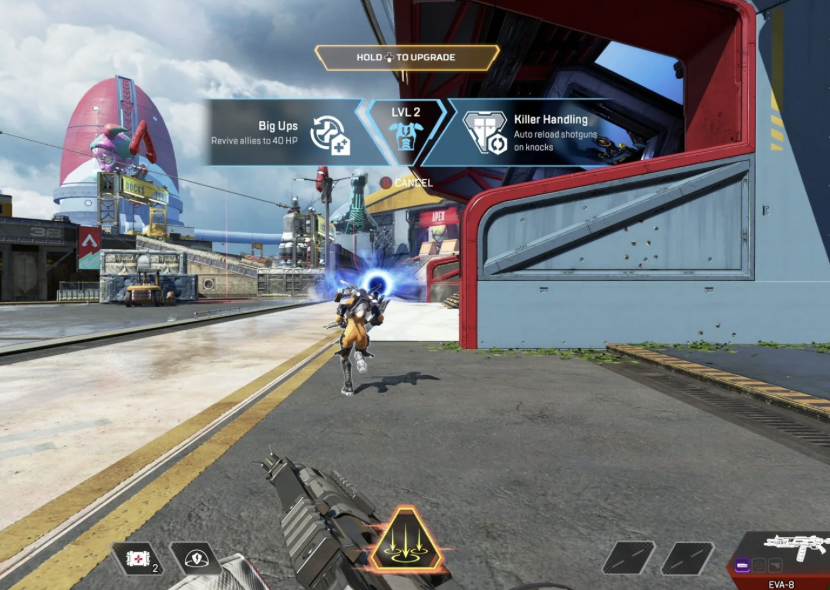 HOLD TO UPGRADE
LVL 2
Big Ups
Revive allies to 40 HP
Killer Handling
Auto reload shotguns
on knocks
CANCEL
APEX
2
EVA-8